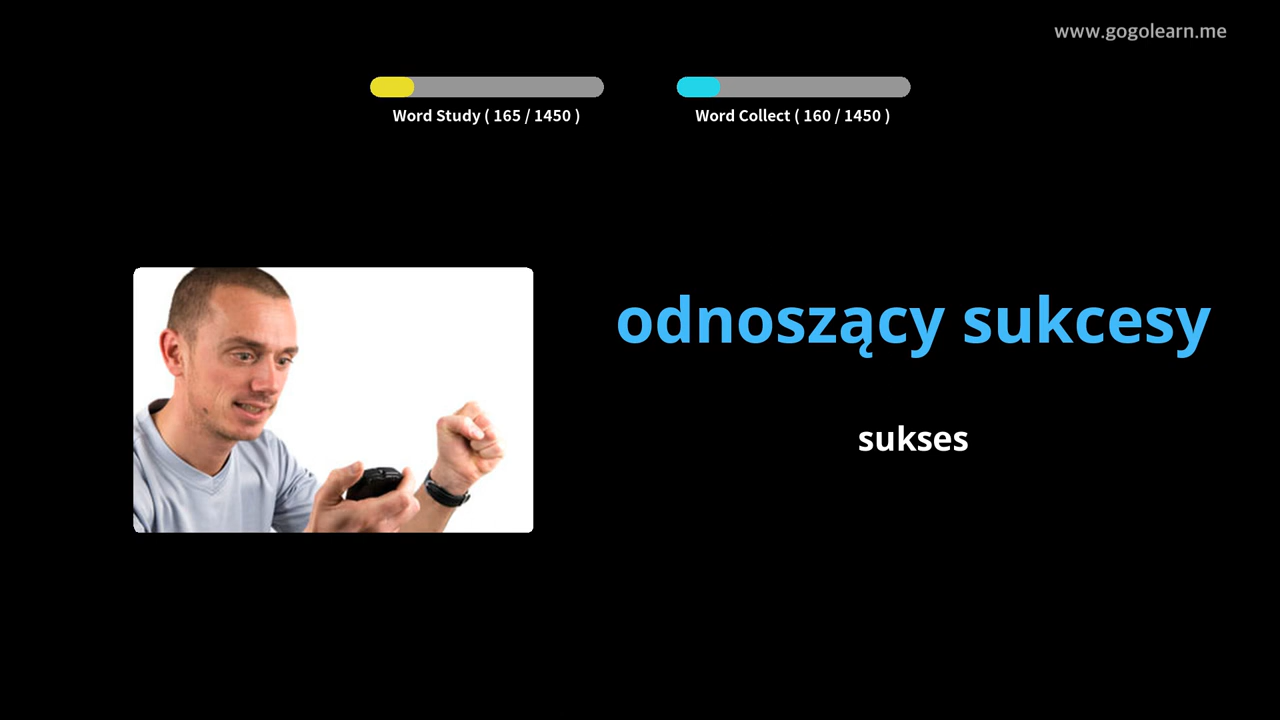 www.gogolearn.me
Word Study ( 165 / 1450 )
Word Collect ( 160 / 1450 )
odnoszący sukcesy
sukses